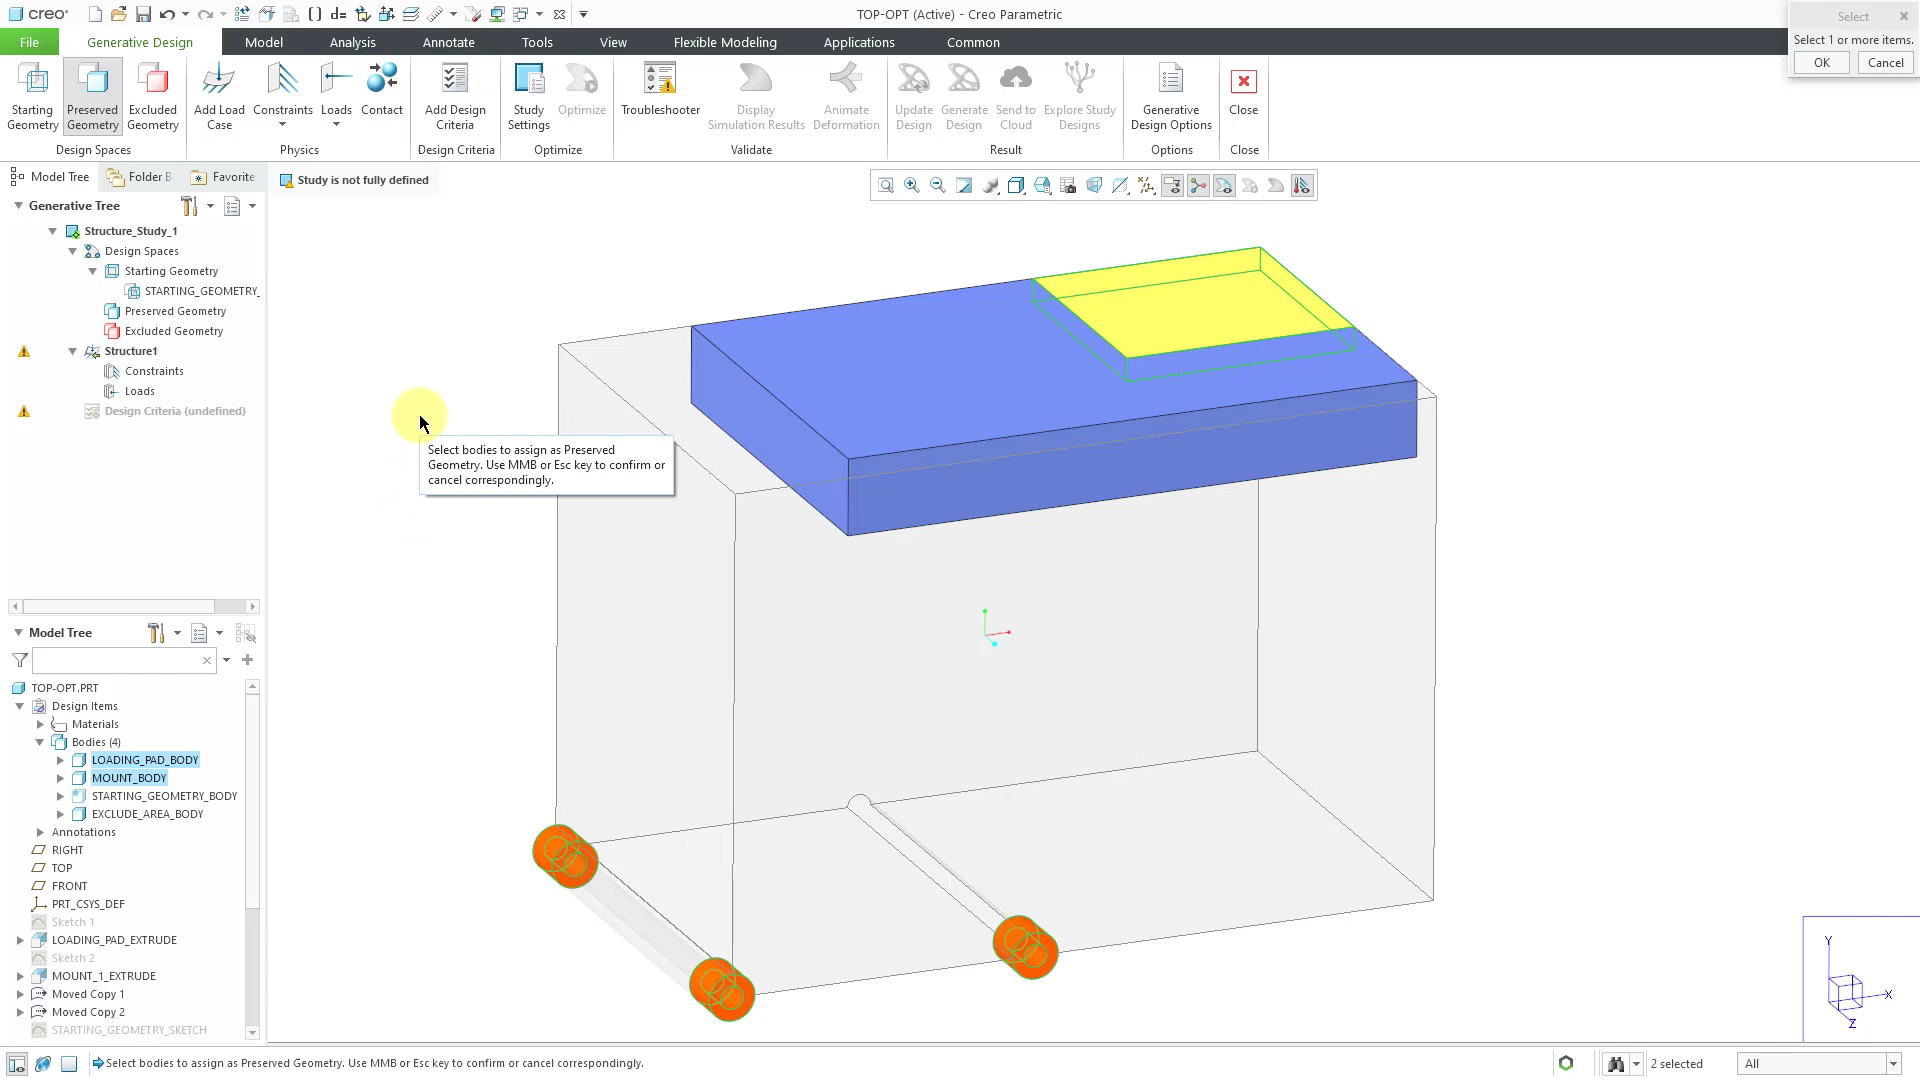 creo
TOP-OPT (Active) - Creo Parametric
Select
Select 1 or more items.
OK
Cancel
File
Generative Design
Model
Analysis
Annotate
Tools
View
Flexible Modeling
Applications
Common
Starting Geometry
Preserved Geometry
Excluded Geometry
Add Load Case
Constraints
Loads
Contact
Add Design Criteria
Study Settings
Optimize
Troubleshooter
Display Simulation Results
Animate Deformation
Update Design
Generate Design
Send to Cloud
Explore Study Designs
Generative Design Options
Close
Design Spaces
Physics
Design Criteria
Optimize
Validate
Result
Options
Close
Model Tree
Folder B
Favorite
Study is not fully defined
Generative Tree
Structure_Study_1
Design Spaces
Starting Geometry
STARTING_GEOMETRY_
Preserved Geometry
Excluded Geometry
Structure1
Constraints
Loads
Design Criteria (undefined)
Select bodies to assign as Preserved
Geometry. Use MMB or Esc key to confirm or
cancel correspondingly.
Model Tree
TOP-OPT.PRT
Design Items
Materials
Bodies (4)
LOADING_PAD_BODY
MOUNT_BODY
STARTING_GEOMETRY_BODY
EXCLUDE_AREA_BODY
Annotations
RIGHT
TOP
FRONT
PRT_CSYS_DEF
Sketch 1
LOADING_PAD_EXTRUDE
Sketch 2
MOUNT_1_EXTRUDE
Moved Copy 1
Moved Copy 2
STARTING_GEOMETRY_SKETCH
Y
X
Z
Select bodies to assign as Preserved Geometry. Use MMB or Esc key to confirm or cancel correspondingly.
2 selected
All